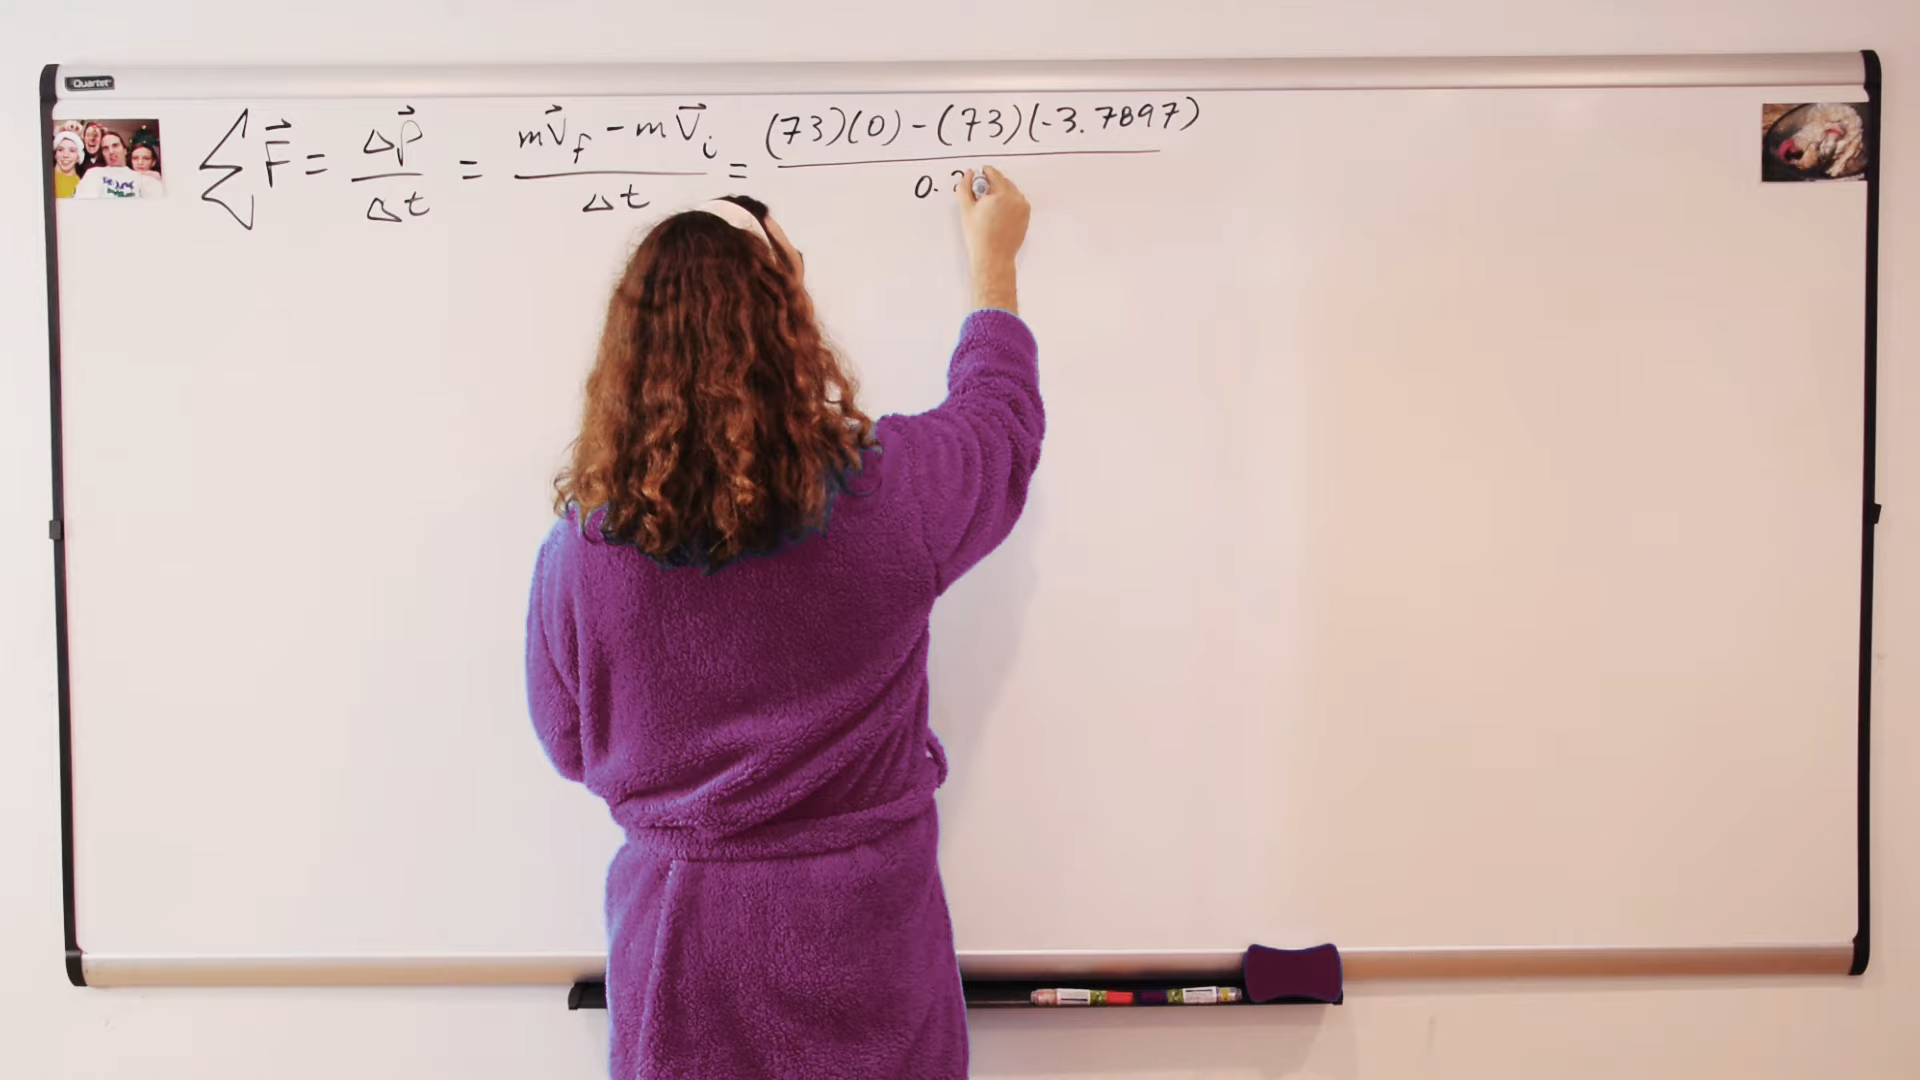 Quartet
ΣF⃗ = Δp⃗/Δt = (mV⃗f - mV⃗i)/Δt = ((73)(0) - (73)(-3.7897))/0.